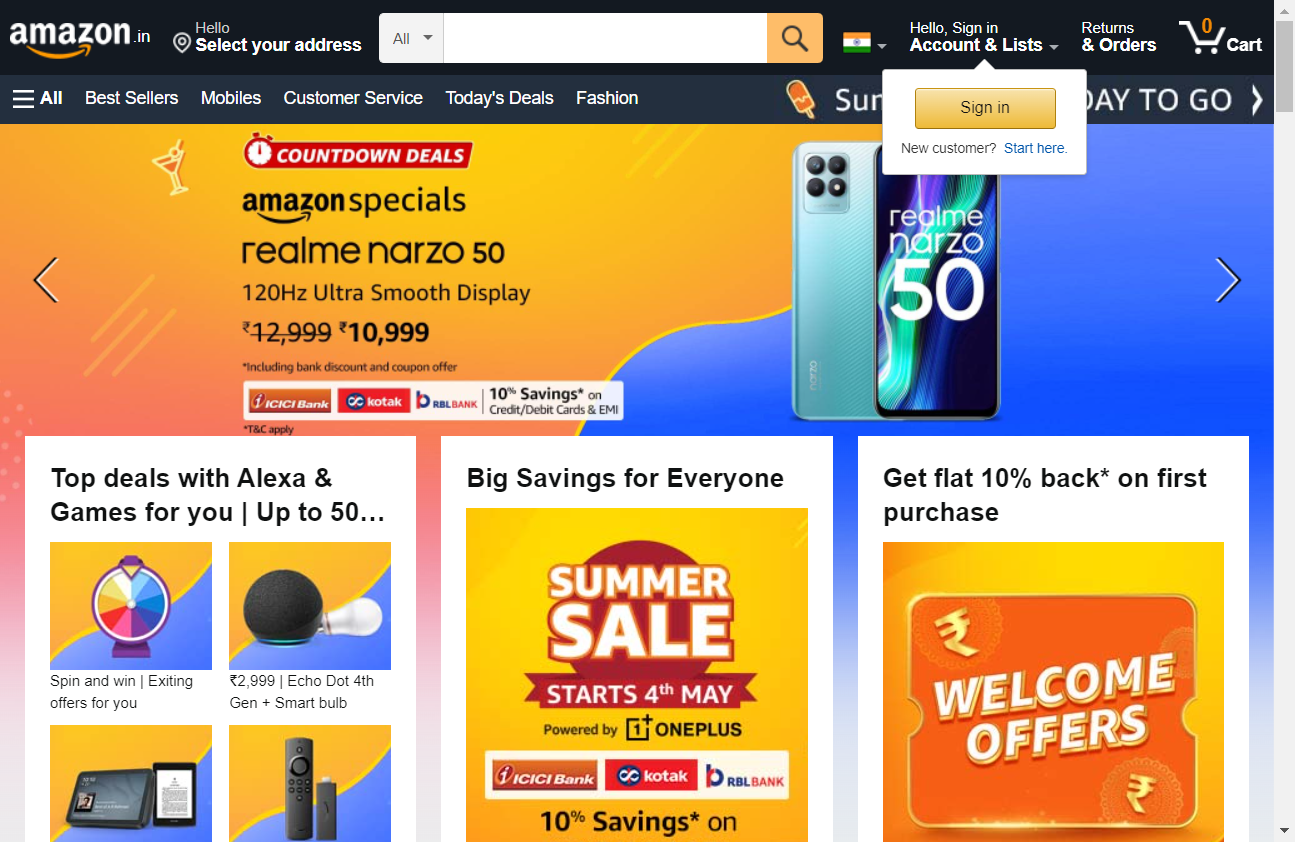 amazon.in
Hello
Select your address
All
Hello, Sign in
Account & Lists
Returns
& Orders
0
Cart
All
Best Sellers
Mobiles
Customer Service
Today's Deals
Fashion
DAY TO GO
Sign in
New customer? Start here.
COUNTDOWN DEALS
amazon specials
realme narzo 50
120Hz Ultra Smooth Display
₹12,999 ₹10,999
*Including bank discount and coupon offer
ICICI Bank
kotak
RBL BANK
10% Savings* on
Credit/Debit Cards & EMI
*T&C apply
realme
narzo
50
narzo
Top deals with Alexa &
Games for you | Up to 50…
Spin and win | Exiting
offers for you
₹2,999 | Echo Dot 4th
Gen + Smart bulb
Big Savings for Everyone
SUMMER
SALE
STARTS 4th MAY
Powered by 1+ ONEPLUS
ICICI Bank
kotak
RBL BANK
10% Savings* on
Get flat 10% back* on first
purchase
₹
WELCOME
OFFERS
₹